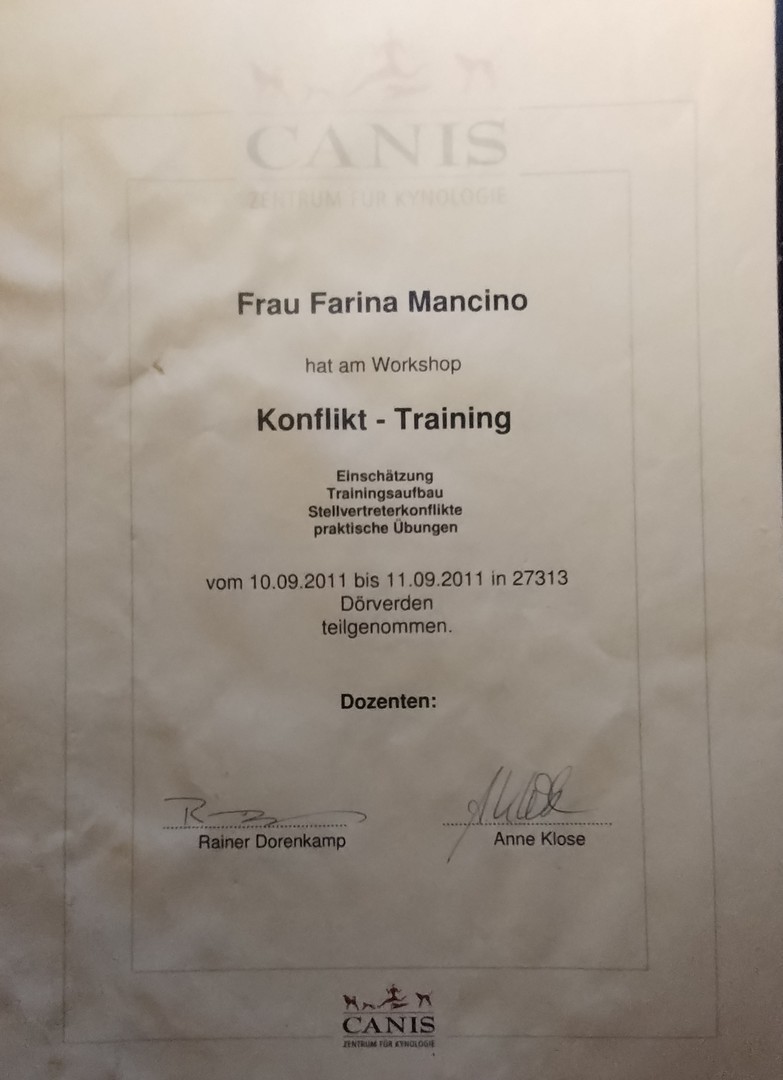 CANIS
ZENTRUM FÜR KYNOLOGIE
Frau Farina Mancino
hat am Workshop
Konflikt - Training
Einschätzung
Trainingsaufbau
Stellvertreterkonflikte
praktische Übungen
vom 10.09.2011 bis 11.09.2011 in 27313
Dörverden
teilgenommen.
Dozenten:
Rainer Dorenkamp
Anne Klose
CANIS
ZENTRUM FÜR KYNOLOGIE